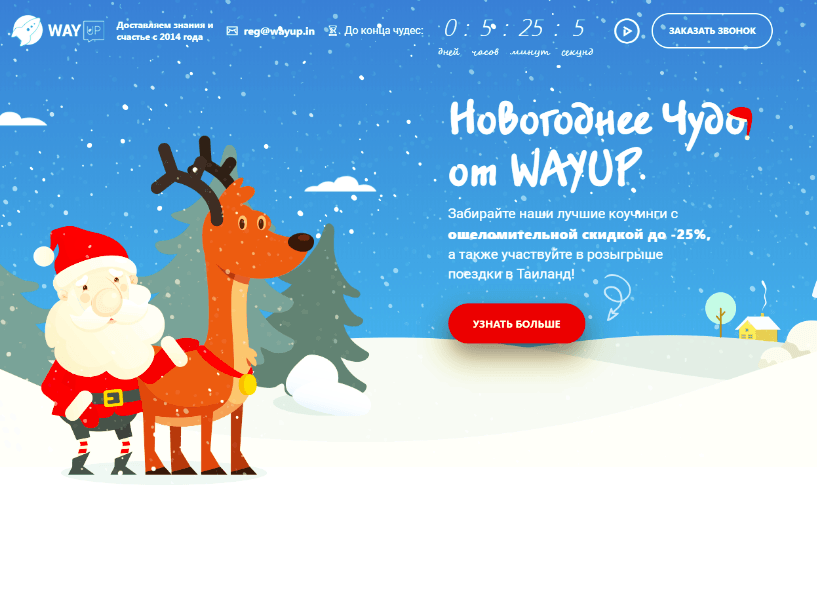 WAY UP
Доставляем знания и
счастье с 2014 года
reg@wayup.in
До конца чудес:
0 : 5 : 25 : 5
дней часов минут секунд
ЗАКАЗАТЬ ЗВОНОК
Новогоднее Чудо
от WAYUP
Забирайте наши лучшие коучинги с
ошеломительной скидкой до -25%,
а также участвуйте в розыгрыше
поездки в Таиланд!
УЗНАТЬ БОЛЬШЕ